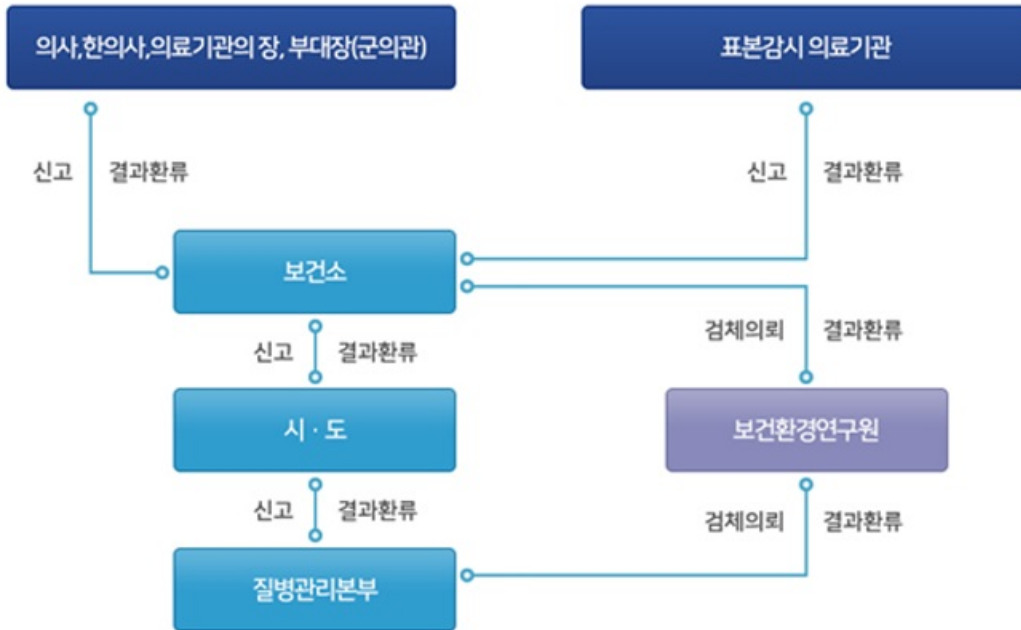 의사,한의사,의료기관의 장, 부대장(군의관)
표본감시 의료기관
신고
결과환류
신고
결과환류
보건소
신고
결과환류
검체의뢰
결과환류
시 · 도
보건환경연구원
신고
결과환류
검체의뢰
결과환류
질병관리본부